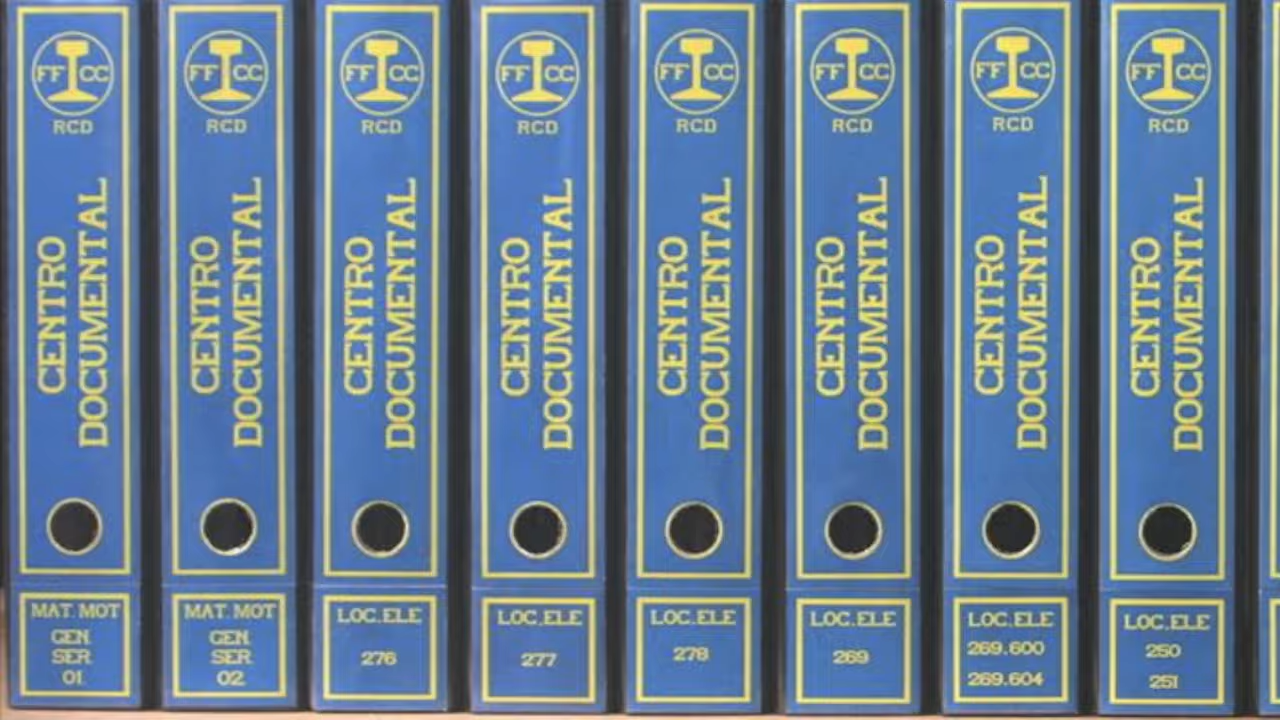 FF CC
RCD
CENTRO
DOCUMENTAL
MAT. MOT
GEN.
SER
01
FF CC
RCD
CENTRO
DOCUMENTAL
MAT. MOT
GEN.
SER
02
FF CC
RCD
CENTRO
DOCUMENTAL
LOC.ELE
276
FF CC
RCD
CENTRO
DOCUMENTAL
LOC.ELE
277
FF CC
RCD
CENTRO
DOCUMENTAL
LOC.ELE
278
FF CC
RCD
CENTRO
DOCUMENTAL
LOC.ELE
269
FF CC
RCD
CENTRO
DOCUMENTAL
LOC.ELE
269.600
269.604
FF CC
RCD
CENTRO
DOCUMENTAL
LOC.ELE
250
251